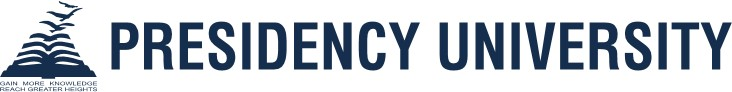 PRESIDENCY UNIVERSITY
GAIN MORE KNOWLEDGE
REACH GREATER HEIGHTS